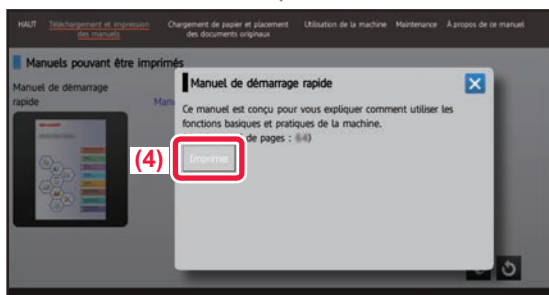 HAUT Téléchargement et impression des manuels Chargement de papier et placement des documents originaux Utilisation de la machine Maintenance À propos de ce manuel
Manuels pouvant être imprimés
Manuel de démarrage rapide
Manuel de démarrage rapide
Ce manuel est conçu pour vous expliquer comment utiliser les
fonctions basiques et pratiques de la machine.
de pages :
(4)
Imprimer